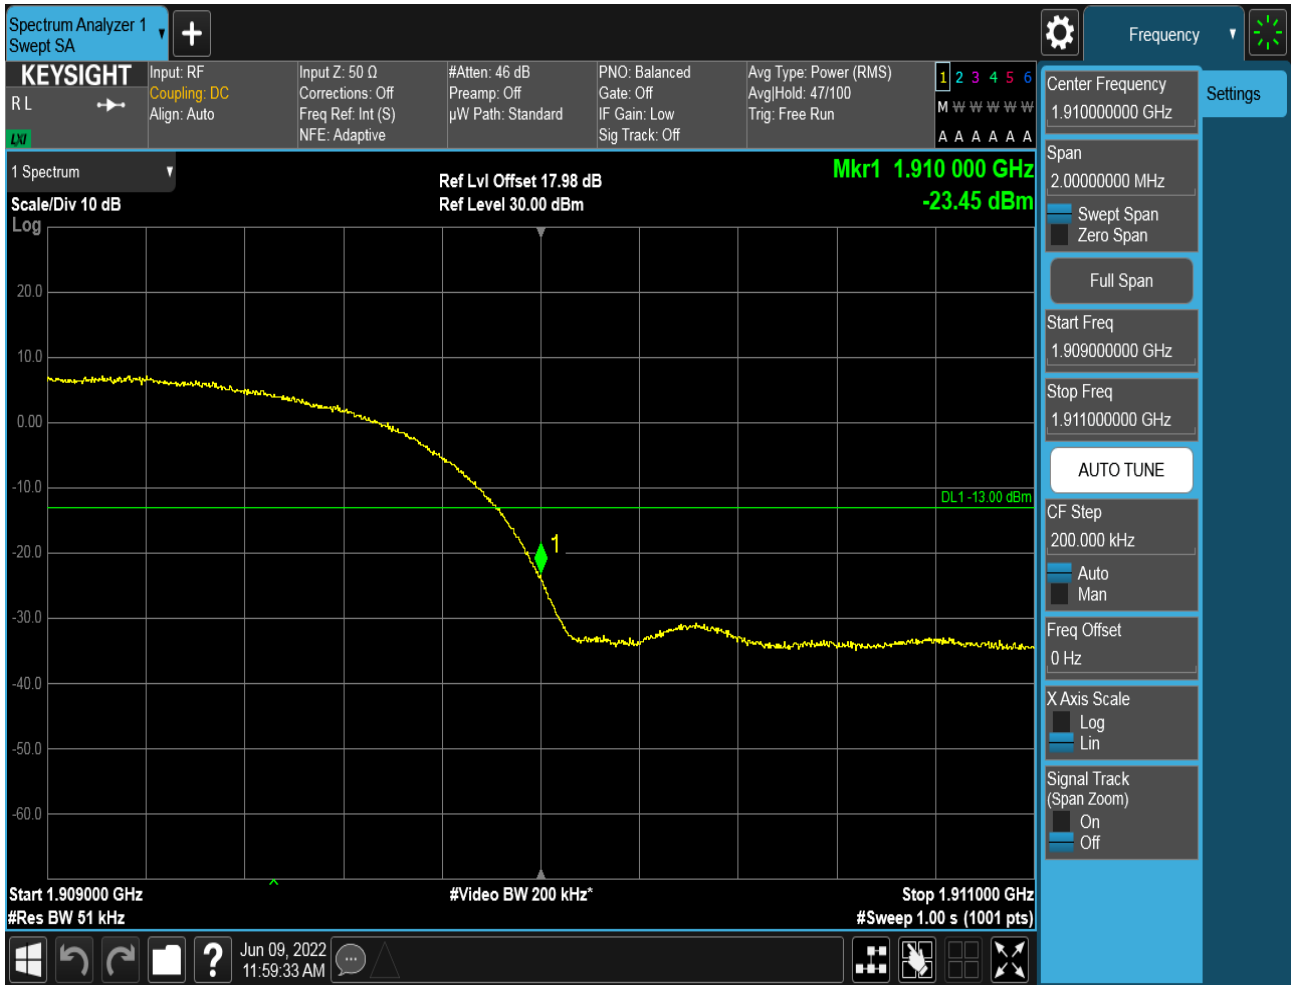 Spectrum Analyzer 1
Swept SA
Frequency
KEYSIGHT
R L
LXI
Input: RF
Coupling: DC
Align: Auto
Input Z: 50 Ω
Corrections: Off
Freq Ref: Int (S)
NFE: Adaptive
#Atten: 46 dB
Preamp: Off
µW Path: Standard
PNO: Balanced
Gate: Off
IF Gain: Low
Sig Track: Off
Avg Type: Power (RMS)
Avg|Hold: 47/100
Trig: Free Run
1 2 3 4 5 6
M W W W W W
A A A A A A
1 Spectrum
Scale/Div 10 dB
Log
Ref Lvl Offset 17.98 dB
Ref Level 30.00 dBm
Mkr1 1.910 000 GHz
-23.45 dBm
20.0
10.0
0.00
-10.0
-20.0
-30.0
-40.0
-50.0
-60.0
DL1 -13.00 dBm
1
Start 1.909000 GHz
#Res BW 51 kHz
#Video BW 200 kHz*
Stop 1.911000 GHz
#Sweep 1.00 s (1001 pts)
Center Frequency
1.910000000 GHz
Settings
Span
2.00000000 MHz
Swept Span
Zero Span
Full Span
Start Freq
1.909000000 GHz
Stop Freq
1.911000000 GHz
AUTO TUNE
CF Step
200.000 kHz
Auto
Man
Freq Offset
0 Hz
X Axis Scale
Log
Lin
Signal Track
(Span Zoom)
On
Off
?
Jun 09, 2022
11:59:33 AM